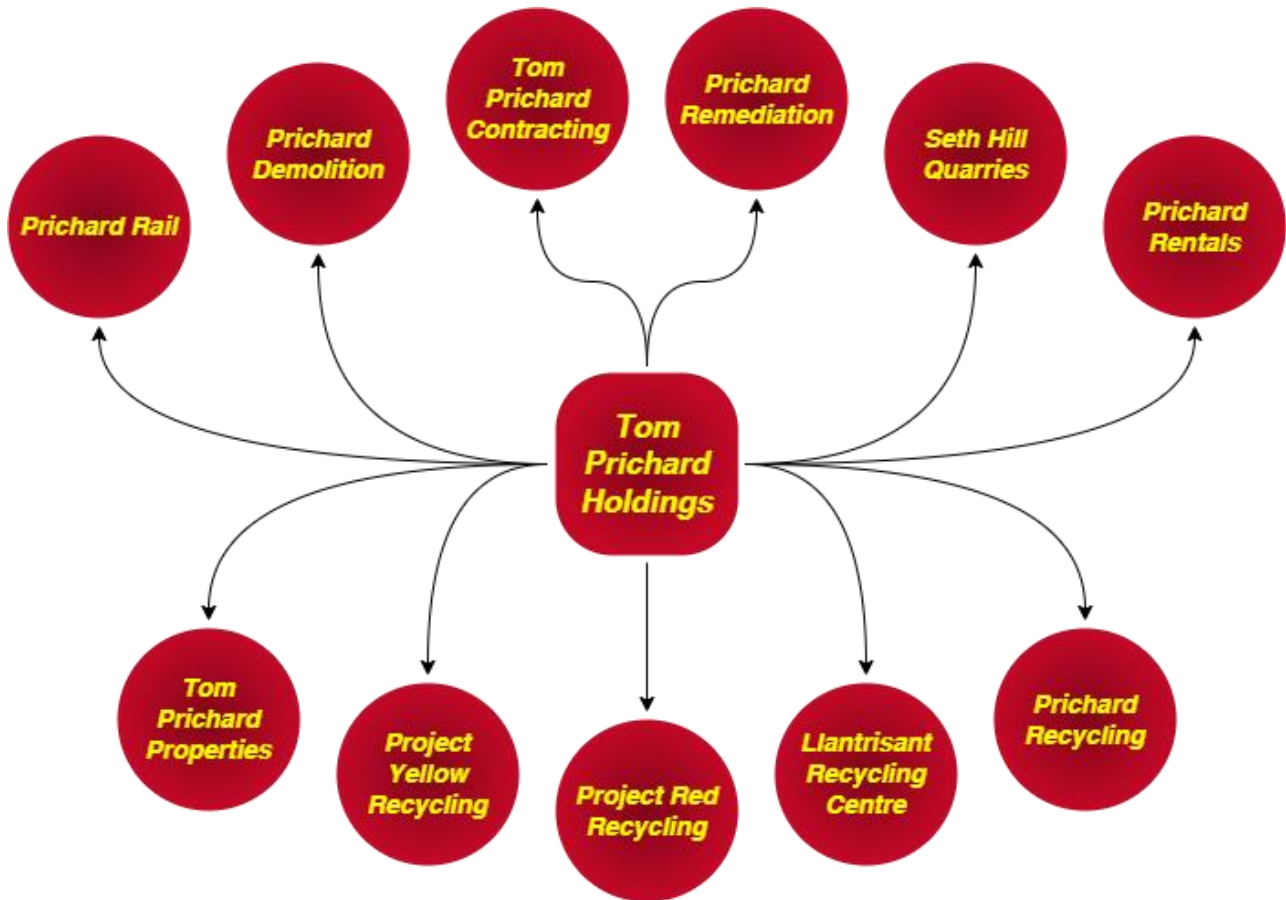 Tom
Prichard
Contracting
Prichard
Remediation
Prichard
Demolition
Seth Hill
Quarries
Prichard Rail
Prichard
Rentals
Tom
Prichard
Holdings
Tom
Prichard
Properties
Project
Yellow
Recycling
Project Red
Recycling
Llantrisant
Recycling
Centre
Prichard
Recycling